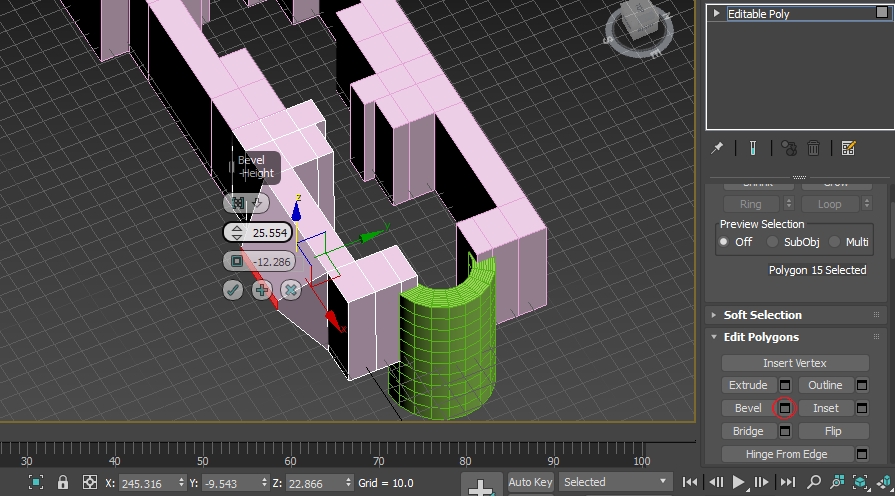 Editable Poly
Bevel
-Height
z
25.554
y
-12.286
x
Ring
Loop
Preview Selection
Off
SubObj
Multi
Polygon 15 Selected
Soft Selection
Edit Polygons
Insert Vertex
Extrude
Outline
Bevel
Inset
Bridge
Flip
Hinge From Edge
30 40 50 60 70 80 90 100
X: 245.316 Y: -9.543 Z: 22.866 Grid = 10.0
Auto Key Selected